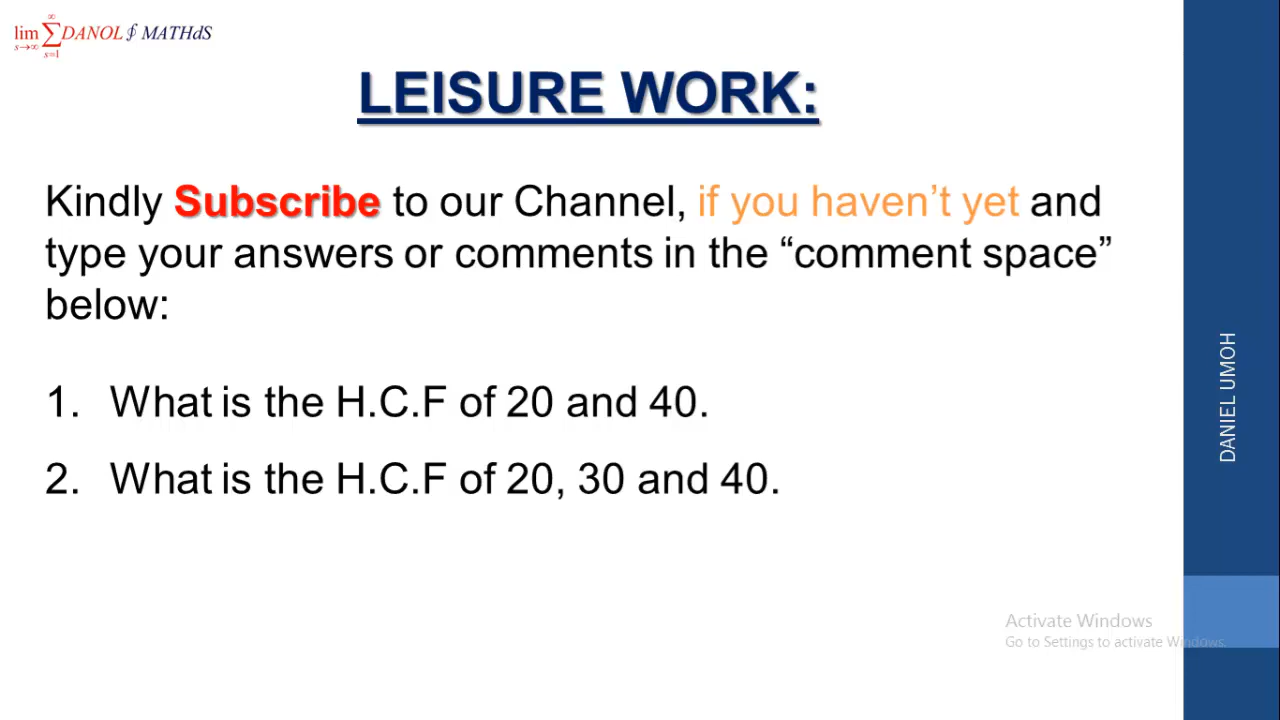 lim ∑ DANOL ∮ MATHdS
s→∞ s=1 ∞
LEISURE WORK:
Kindly Subscribe to our Channel, if you haven’t yet and
type your answers or comments in the “comment space”
below:
1. What is the H.C.F of 20 and 40.
2. What is the H.C.F of 20, 30 and 40.
DANIEL UMOH
Activate Windows
Go to Settings to activate Windows.